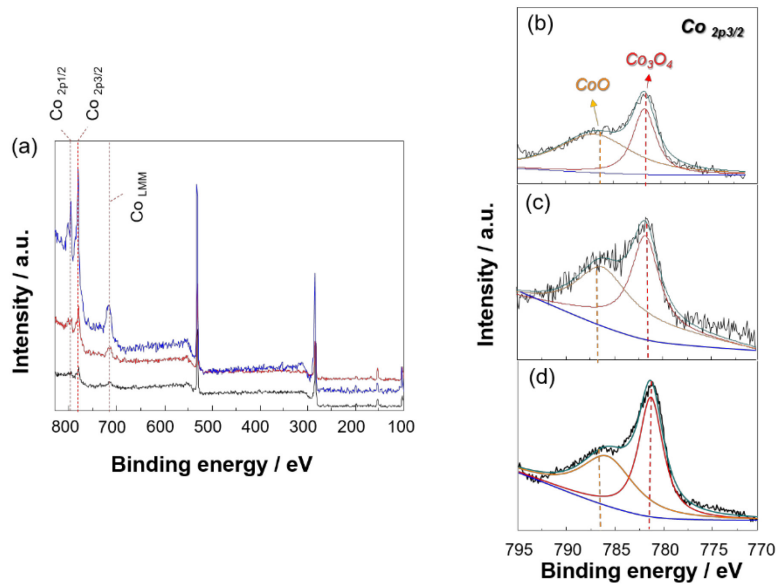 Co 2p1/2
Co 2p3/2
(a)
Co LMM
Intensity / a.u.
800 700 600 500 400 300 200 100
Binding energy / eV
(b)
Co 2p3/2
CoO
Co3O4
(c)
Intensity / a.u.
(d)
795 790 785 780 775 770
Binding energy / eV